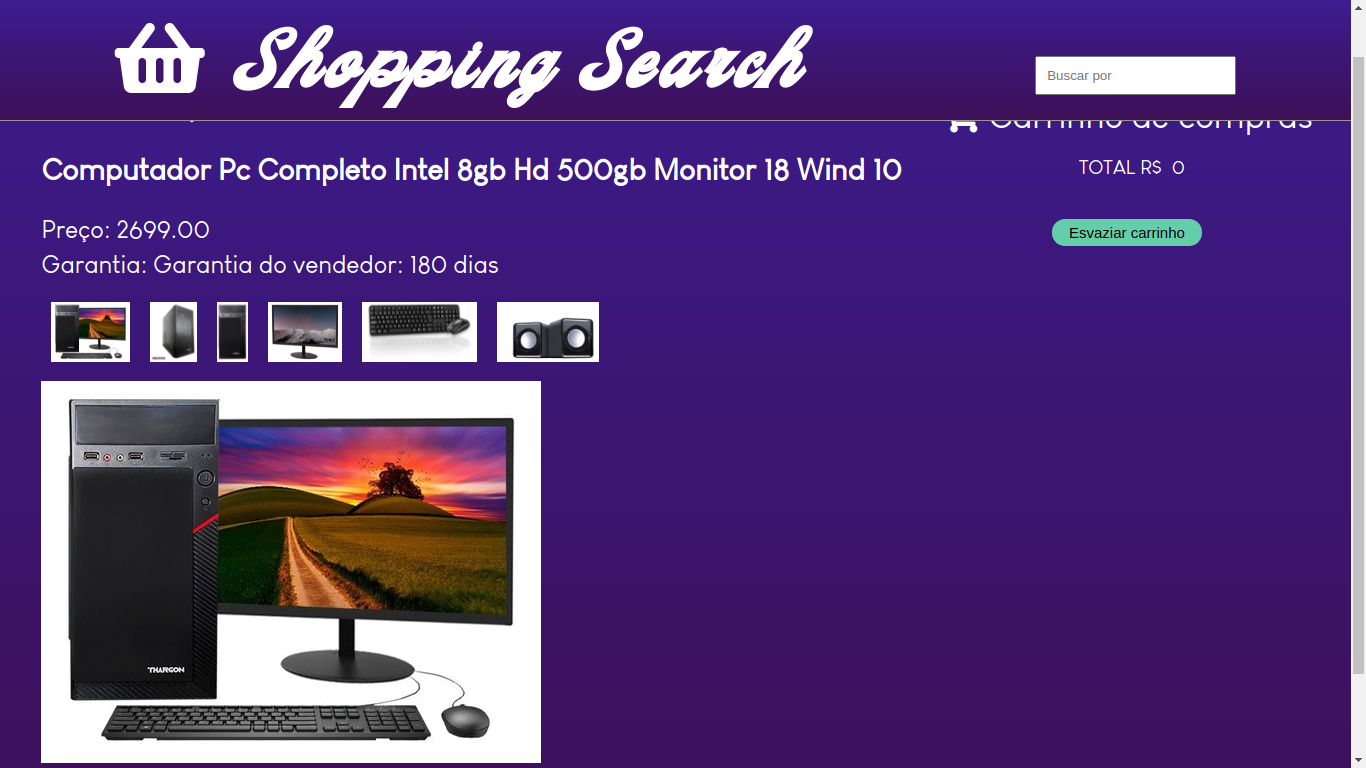 Shopping Search
Buscar por
Carrinho de compras
Computador Pc Completo Intel 8gb Hd 500gb Monitor 18 Wind 10
TOTAL R$ 0
Preço: 2699.00
Esvaziar carrinho
Garantia: Garantia do vendedor: 180 dias
THARGON